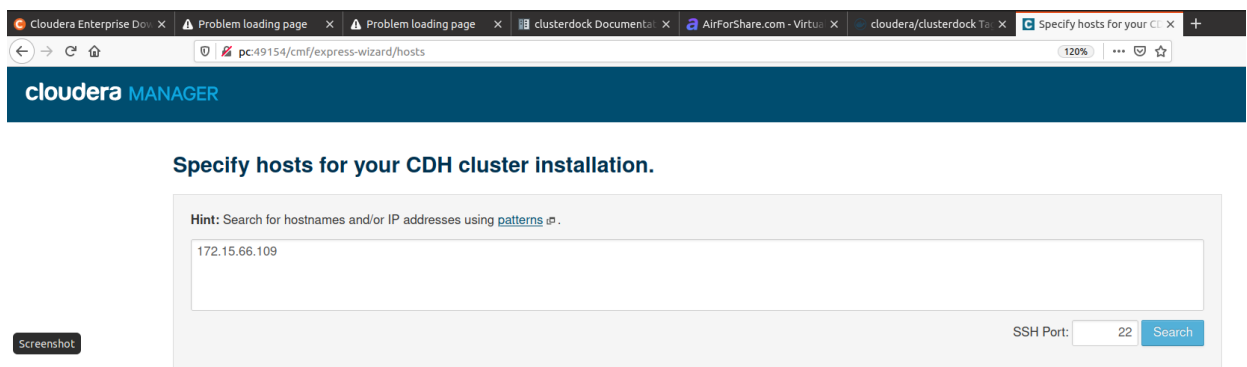 Cloudera Enterprise Dow
Problem loading page
Problem loading page
clusterdock Documentat
AirForShare.com - Virtua
cloudera/clusterdock Tag
Specify hosts for your CD
pc:49154/cmf/express-wizard/hosts
120%
cloudera MANAGER
Specify hosts for your CDH cluster installation.
Hint: Search for hostnames and/or IP addresses using patterns .
172.15.66.109
SSH Port: 22 Search
Screenshot